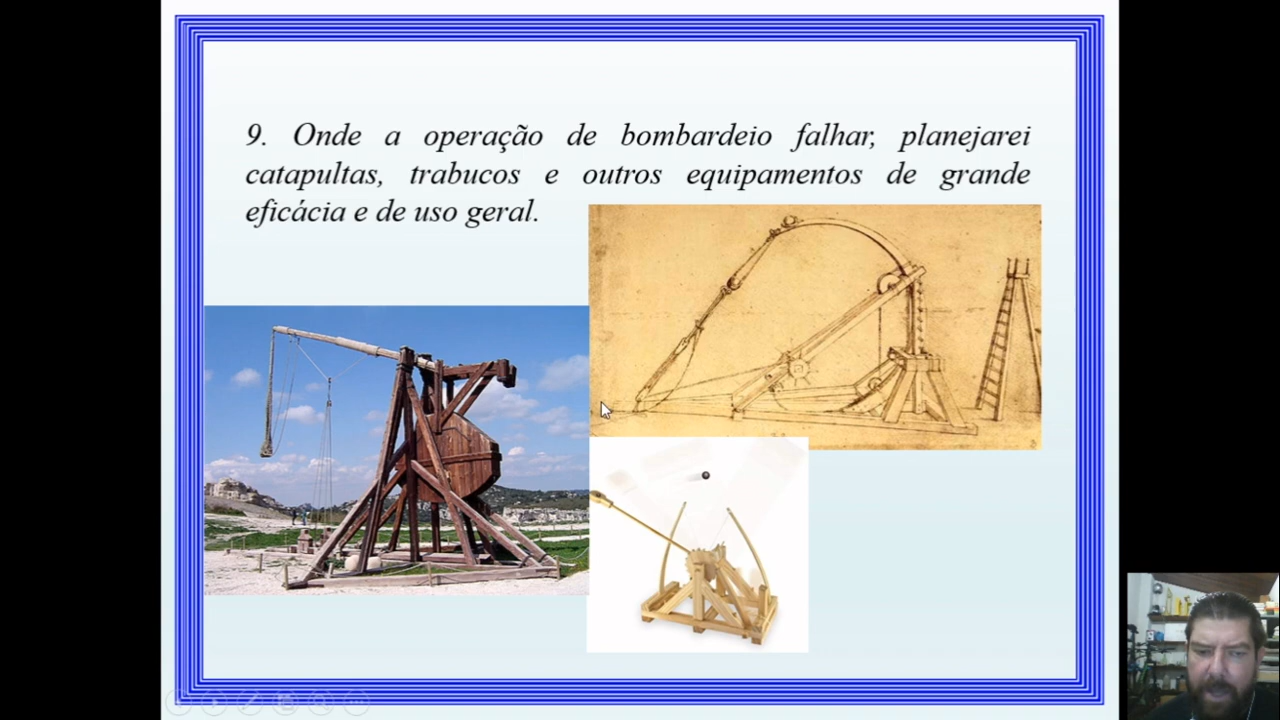 9. Onde a operação de bombardeio falhar, planejarei
catapultas, trabucos e outros equipamentos de grande
eficácia e de uso geral.